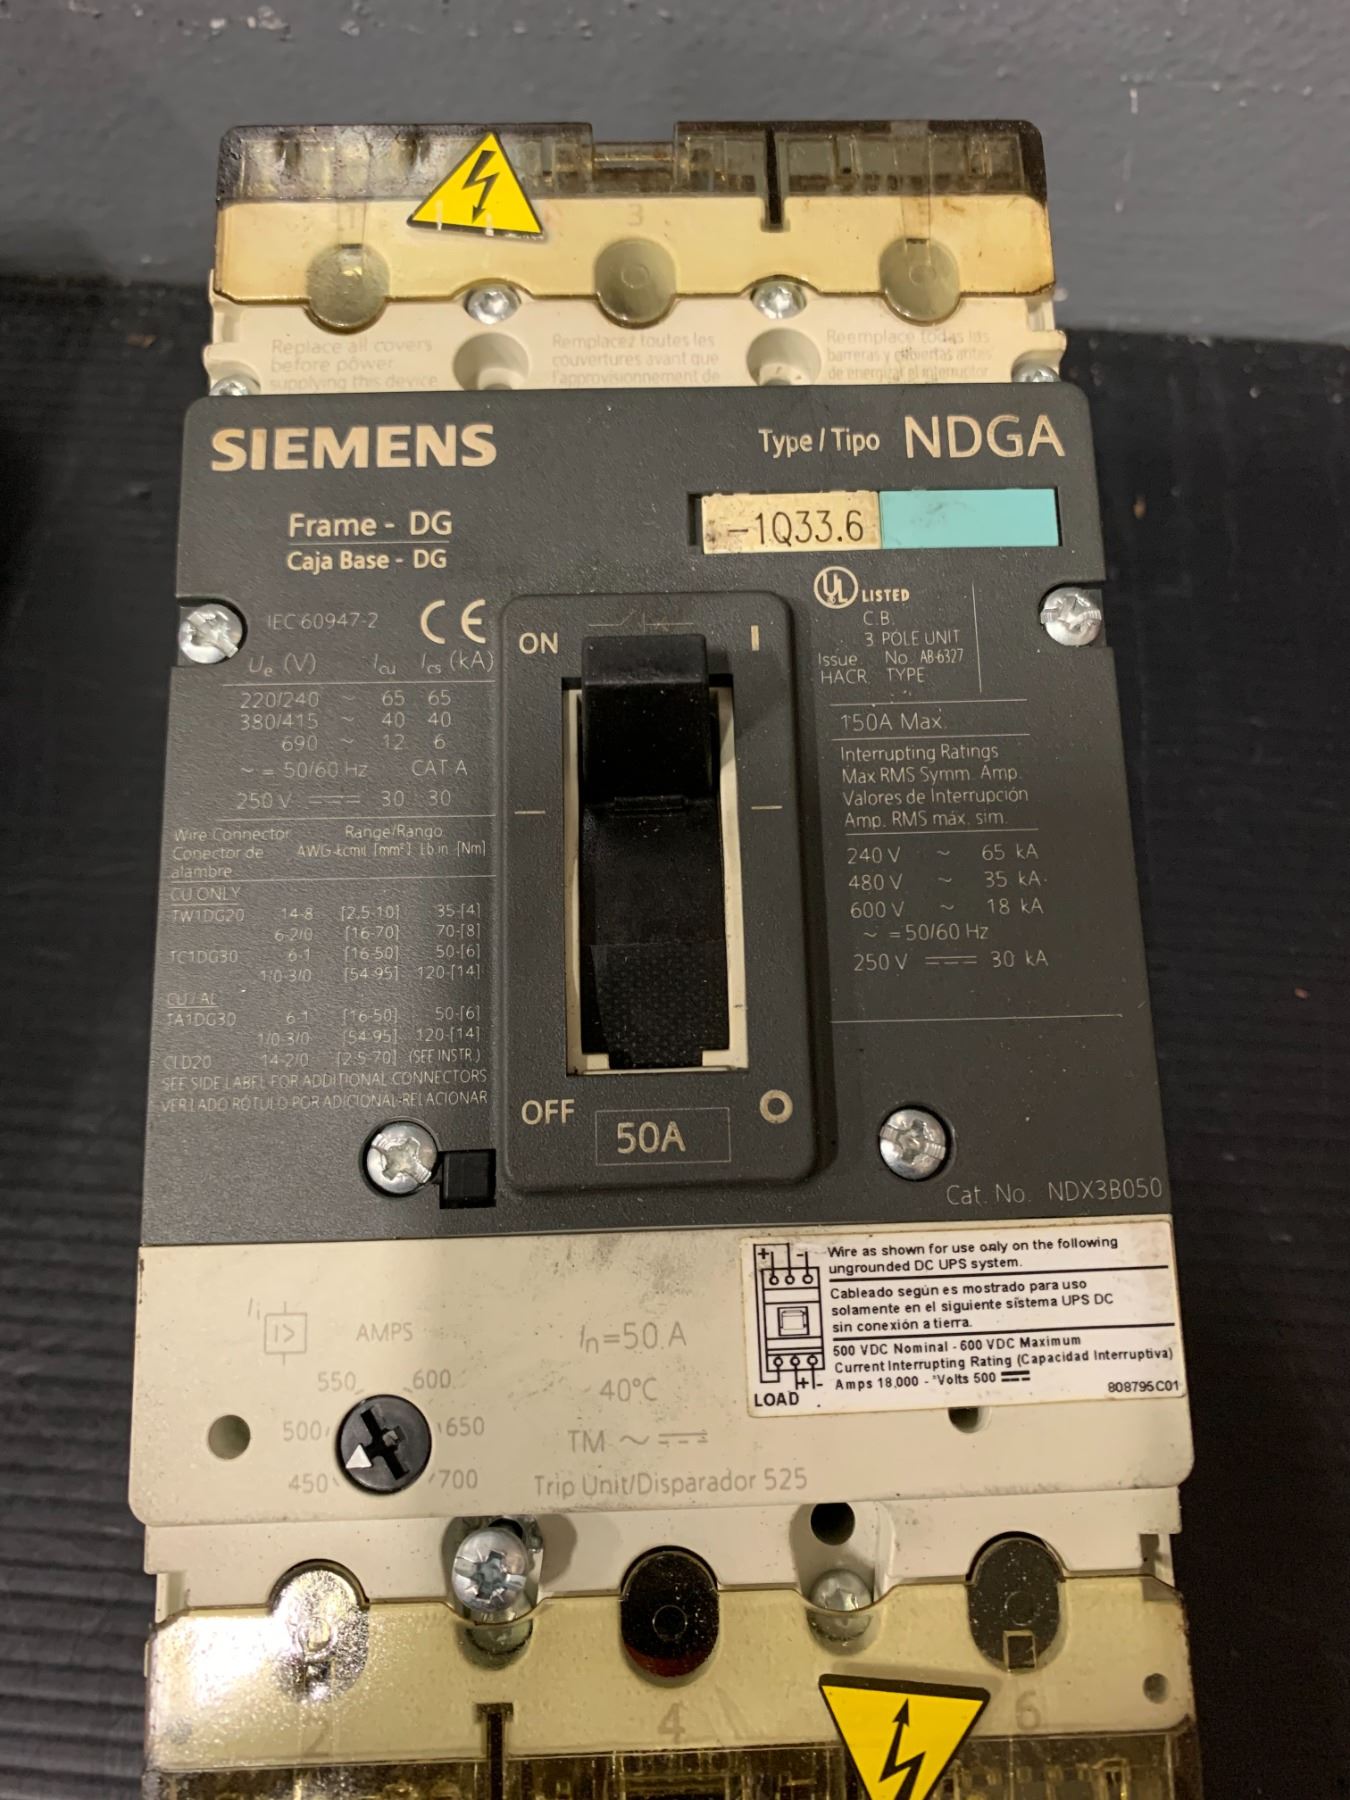 1
3
5
Replace all covers
before power
supplying this device
Remplacez toutes les
couvertures avant que
l'approvisionnement de
Reemplace todas las
barreras y cubiertas antes
de energizar el interruptor
SIEMENS
Type / Tipo NDGA
-1Q33.6
Frame - DG
Caja Base - DG
IEC 60947-2 CE
Ue (V) Icu Ics (kA)
220/240 ~ 65 65
380/415 ~ 40 40
690 ~ 12 6
~ = 50/60 Hz CAT A
250 V 30 30
Wire Connector Range/Rango
Conector de AWG-kcmil [mm²] Lb.in [Nm]
alambre
CU ONLY
TW1DG20 14-8 [2.5-10] 35-[4]
6-2/0 [16-70] 70-[8]
TC1DG30 6-1 [16-50] 50-[6]
1/0-3/0 [54-95] 120-[14]
CU / AL
TA1DG30 6-1 [16-50] 50-[6]
1/0-3/0 [54-95] 120-[14]
CLD20 14-2/0 [2.5-70] (SEE INSTR.)
SEE SIDE LABEL FOR ADDITIONAL CONNECTORS
VER LADO ROTULO POR ADICIONAL-RELACIONAR
ON I
OFF O
50A
UL LISTED
C.B.
3 POLE UNIT
Issue No. AB-6327
HACR TYPE
150A Max.
Interrupting Ratings
Max RMS Symm. Amp.
Valores de Interrupción
Amp. RMS máx. sim.
240 V ~ 65 kA
480 V ~ 35 kA
600 V ~ 18 kA
~ = 50/60 Hz
250 V 30 kA
Cat. No. NDX3B050
Ii I> AMPS
550 600
500 650
450 700
In=50 A
40°C
TM ~
Trip Unit/Disparador 525
+ -
Wire as shown for use only on the following
ungrounded DC UPS system.
Cableado según es mostrado para uso
solamente en el siguiente sistema UPS DC
sin conexión a tierra.
500 VDC Nominal - 600 VDC Maximum
Current Interrupting Rating (Capacidad Interruptiva)
Amps 18,000 - *Volts 500
808795C01
+ -
LOAD
2
4
6